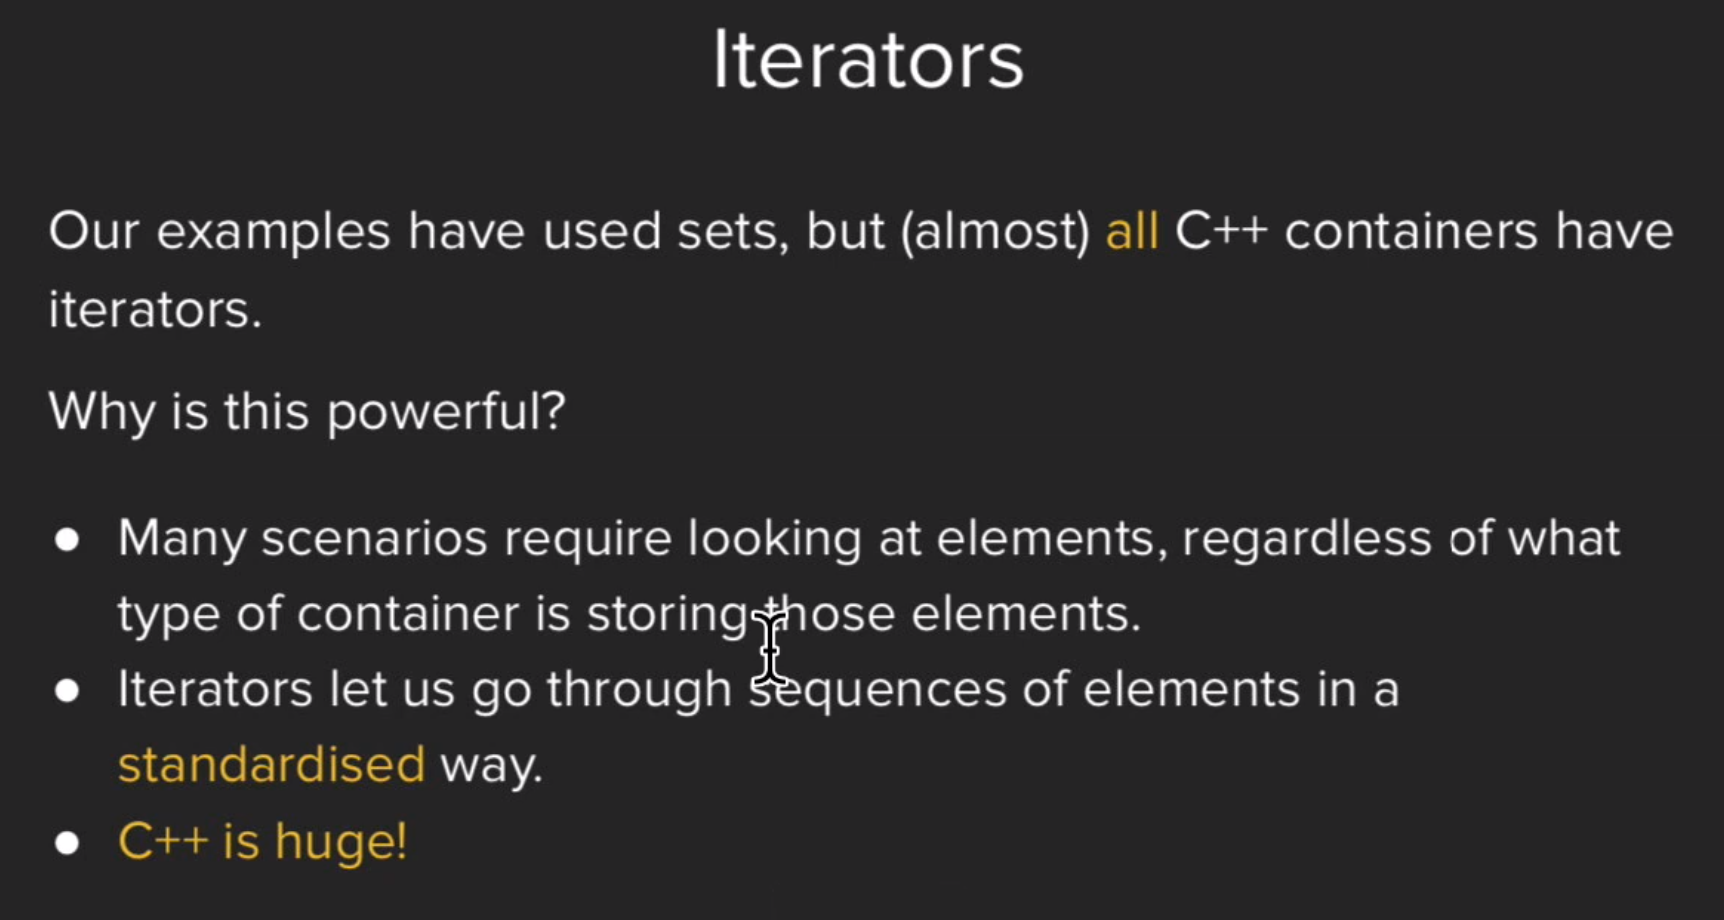 Iterators
Our examples have used sets, but (almost) all C++ containers have
iterators.
Why is this powerful?
● Many scenarios require looking at elements, regardless of what
type of container is storing those elements.
● Iterators let us go through sequences of elements in a
standardised way.
● C++ is huge!